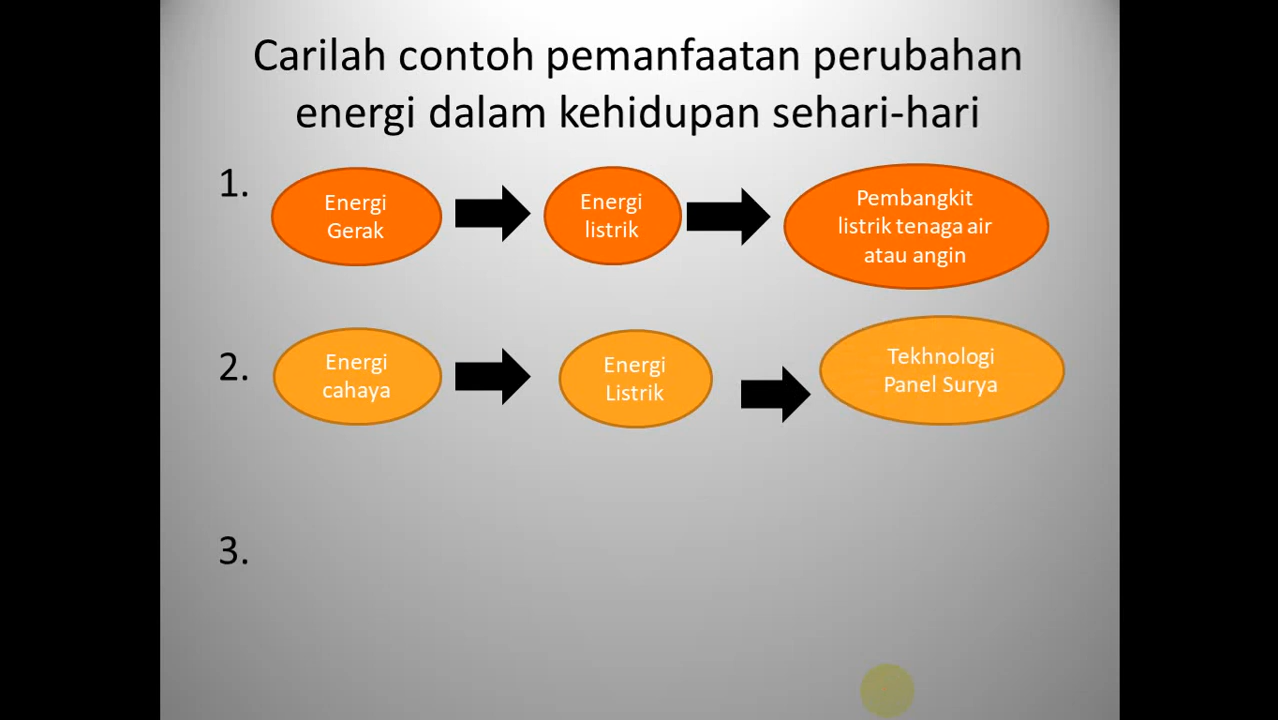 Carilah contoh pemanfaatan perubahan
energi dalam kehidupan sehari-hari
1.
Energi
Gerak
Energi
listrik
Pembangkit
listrik tenaga air
atau angin
2.
Energi
cahaya
Energi
Listrik
Tekhnologi
Panel Surya
3.